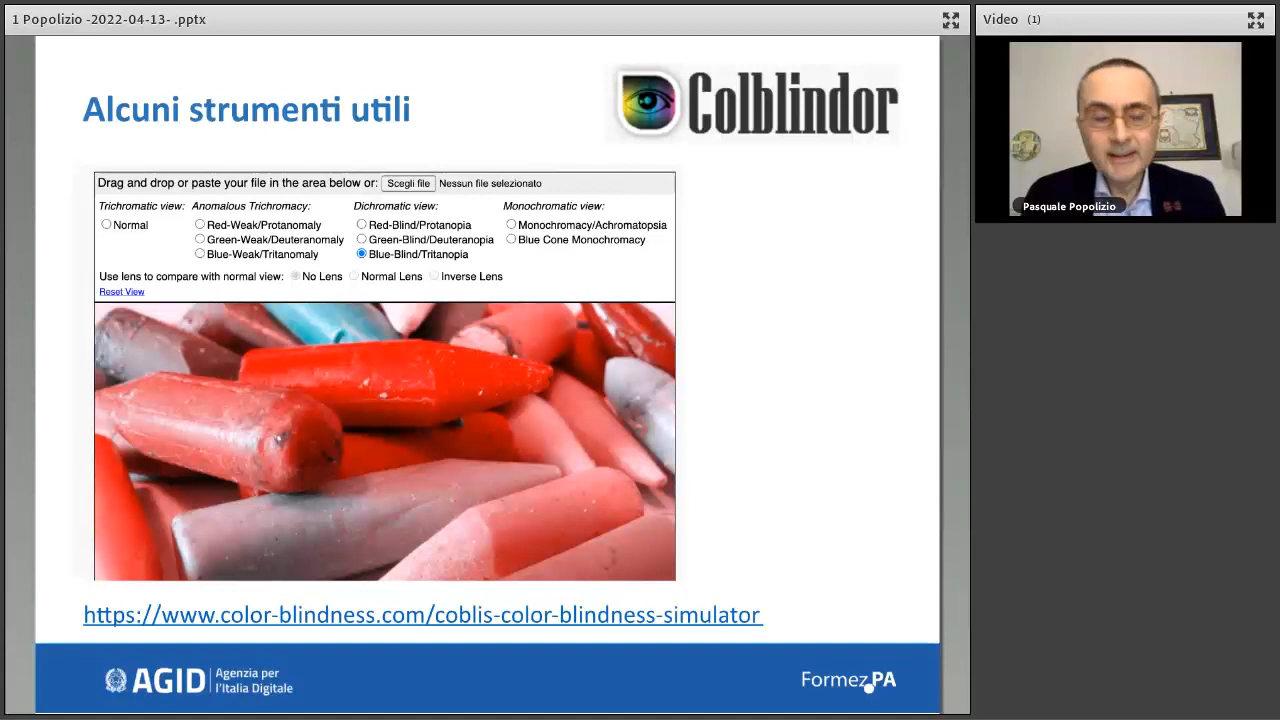 1 Popolizio -2022-04-13- .pptx
Video (1)
Alcuni strumenti utili
Colblindor
Drag and drop or paste your file in the area below or: Scegli file Nessun file selezionato
Trichromatic view: Anomalous Trichromacy: Dichromatic view: Monochromatic view:
Normal Red-Weak/Protanomaly Red-Blind/Protanopia Monochromacy/Achromatopsia
Green-Weak/Deuteranomaly Green-Blind/Deuteranopia Blue Cone Monochromacy
Blue-Weak/Tritanomaly Blue-Blind/Tritanopia
Use lens to compare with normal view: No Lens Normal Lens Inverse Lens
Reset View
Pasquale Popolizio
https://www.color-blindness.com/coblis-color-blindness-simulator
AGID Agenzia per
l'Italia Digitale
Formez PA